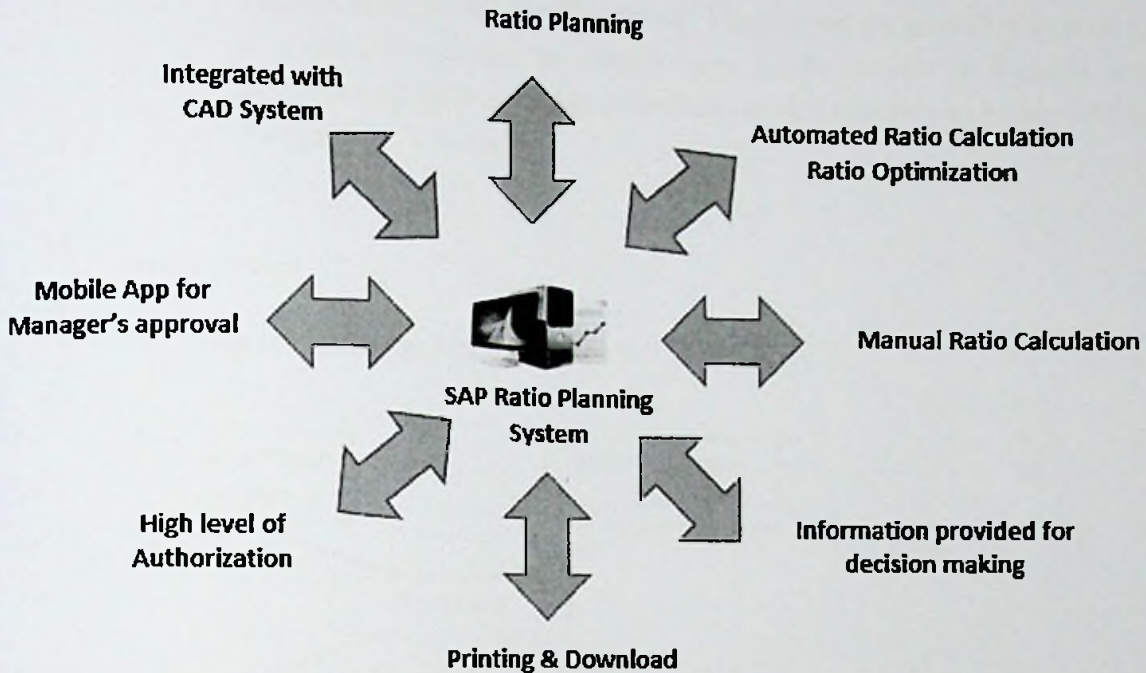 Ratio Planning
Integrated with
CAD System
Automated Ratio Calculation
Ratio Optimization
Mobile App for
Manager's approval
Manual Ratio Calculation
SAP Ratio Planning
System
High level of
Authorization
Information provided for
decision making
Printing & Download